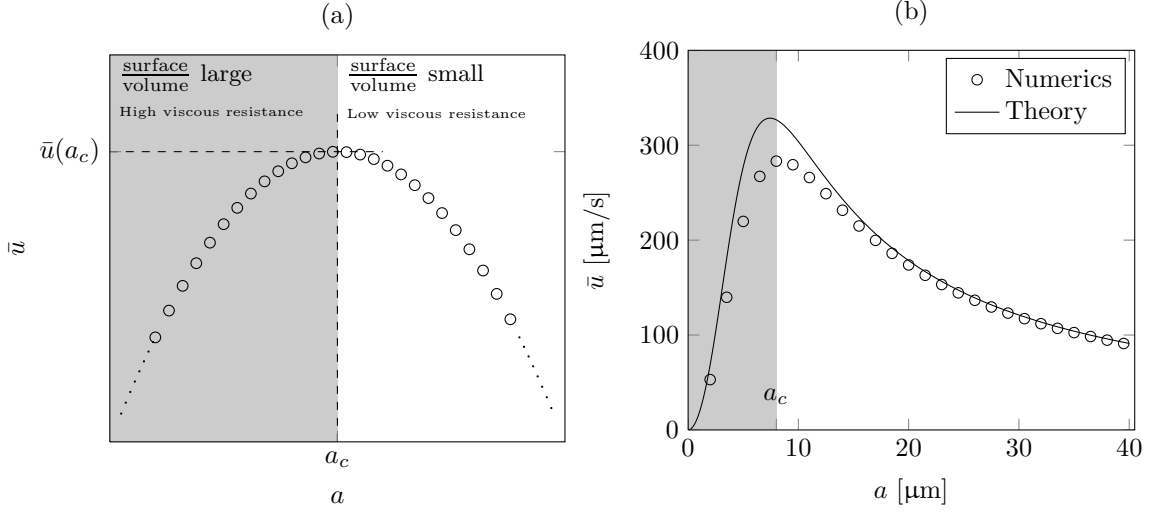 (a)
surface/volume large
High viscous resistance
surface/volume small
Low viscous resistance
ū(a_c)
ū
a_c
a
(b)
400
300
200
100
0
ū [µm/s]
Numerics
Theory
a_c
0 10 20 30 40
a [µm]